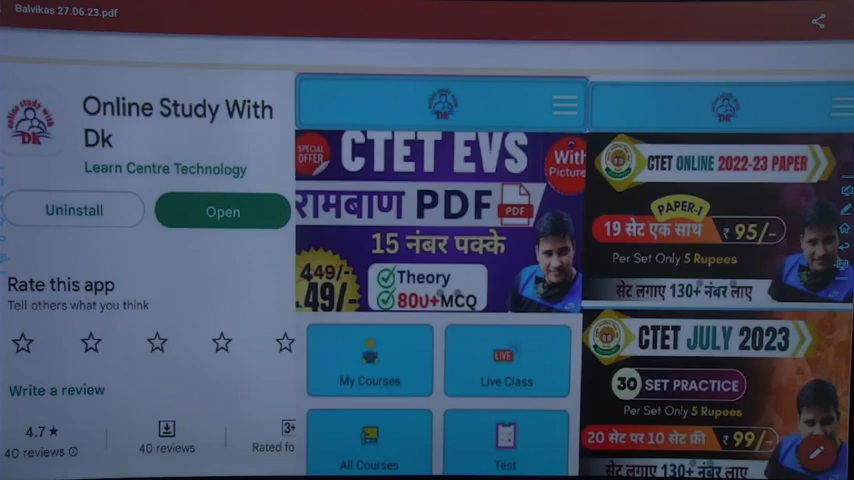 Balvikas 27.06.23.pdf
Online Study With
Dk
Learn Centre Technology
Uninstall
Open
Rate this app
Tell others what you think
Write a review
4.7★
40 reviews
40 reviews
3+
Rated fo
DK
SPECIAL
OFFER
CTET EVS
With
Picture
रामबाण PDF
PDF
15 नंबर पक्के
449/-
49/-
Theory
800+MCQ
My Courses
LIVE
Live Class
All Courses
Test
DK
CTET ONLINE 2022-23 PAPER
PAPER-I
19 सेट एक साथ ₹ 95/-
Per Set Only 5 Rupees
सेट लगाए 130+ नंबर लाए
CTET JULY 2023
30 SET PRACTICE
Per Set Only 5 Rupees
20 सेट पर 10 सेट फ्री ₹ 99/-
सेट लगाए 130+ नंबर लाए